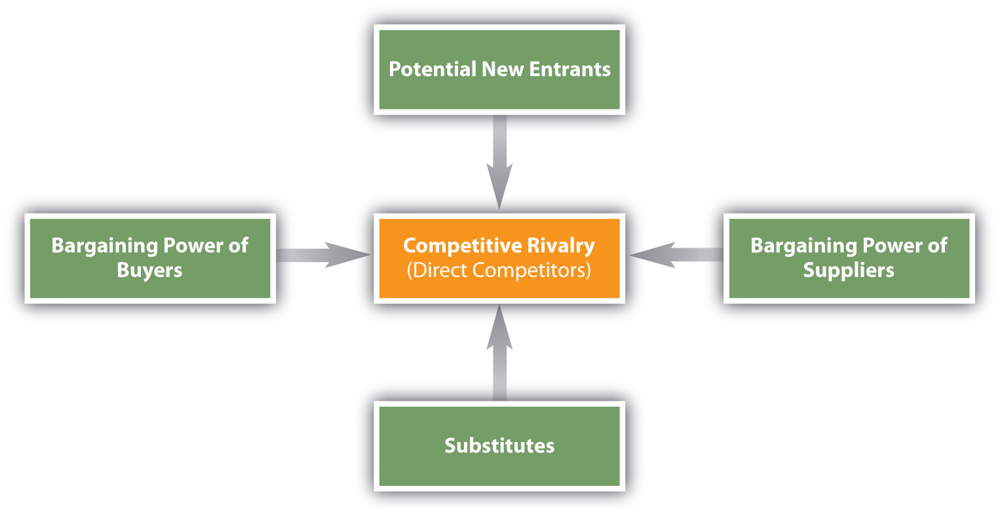 Potential New Entrants
Bargaining Power of
Buyers
Competitive Rivalry
(Direct Competitors)
Bargaining Power of
Suppliers
Substitutes